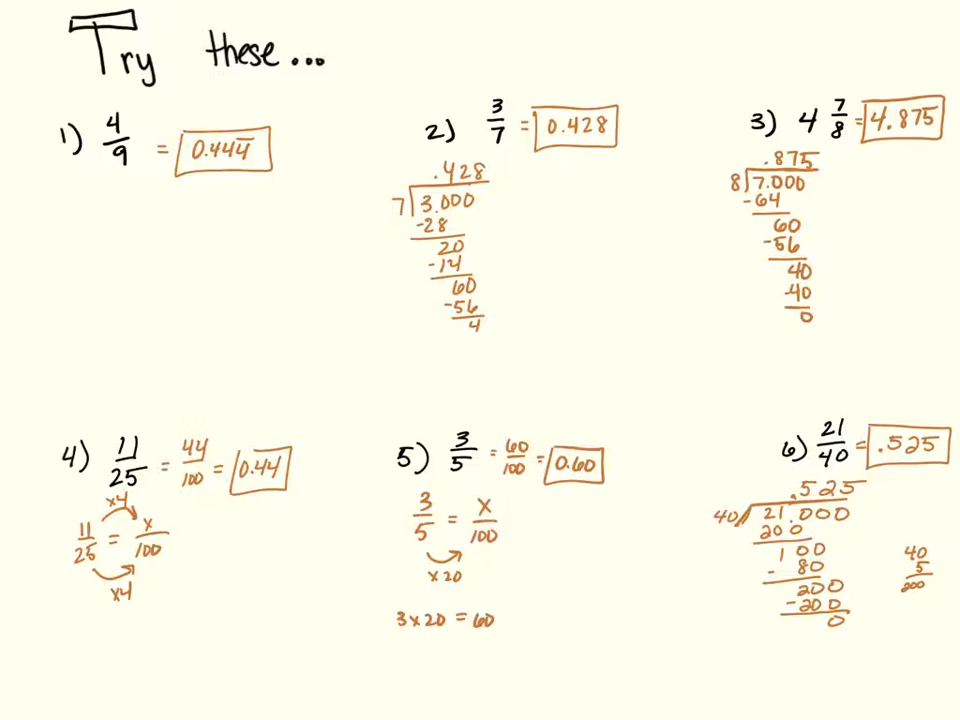 Try these...
1) 4/9 = 0.444̅
2) 3/7 = 0.428
.428
7 3.000
-28
20
-14
60
-56
4
3) 4 7/8 = 4.875
.875
8 7.000
-64
60
-56
40
-40
0
4) 11/25 = 44/100 = 0.44
x4
11/25 = x/100
x4
5) 3/5 = 60/100 = 0.60
3/5 = x/100
x20
3 x 20 = 60
6) 21/40 = .525
.525
40 21.000
200
100
- 80
200
-200
0
40
5
200